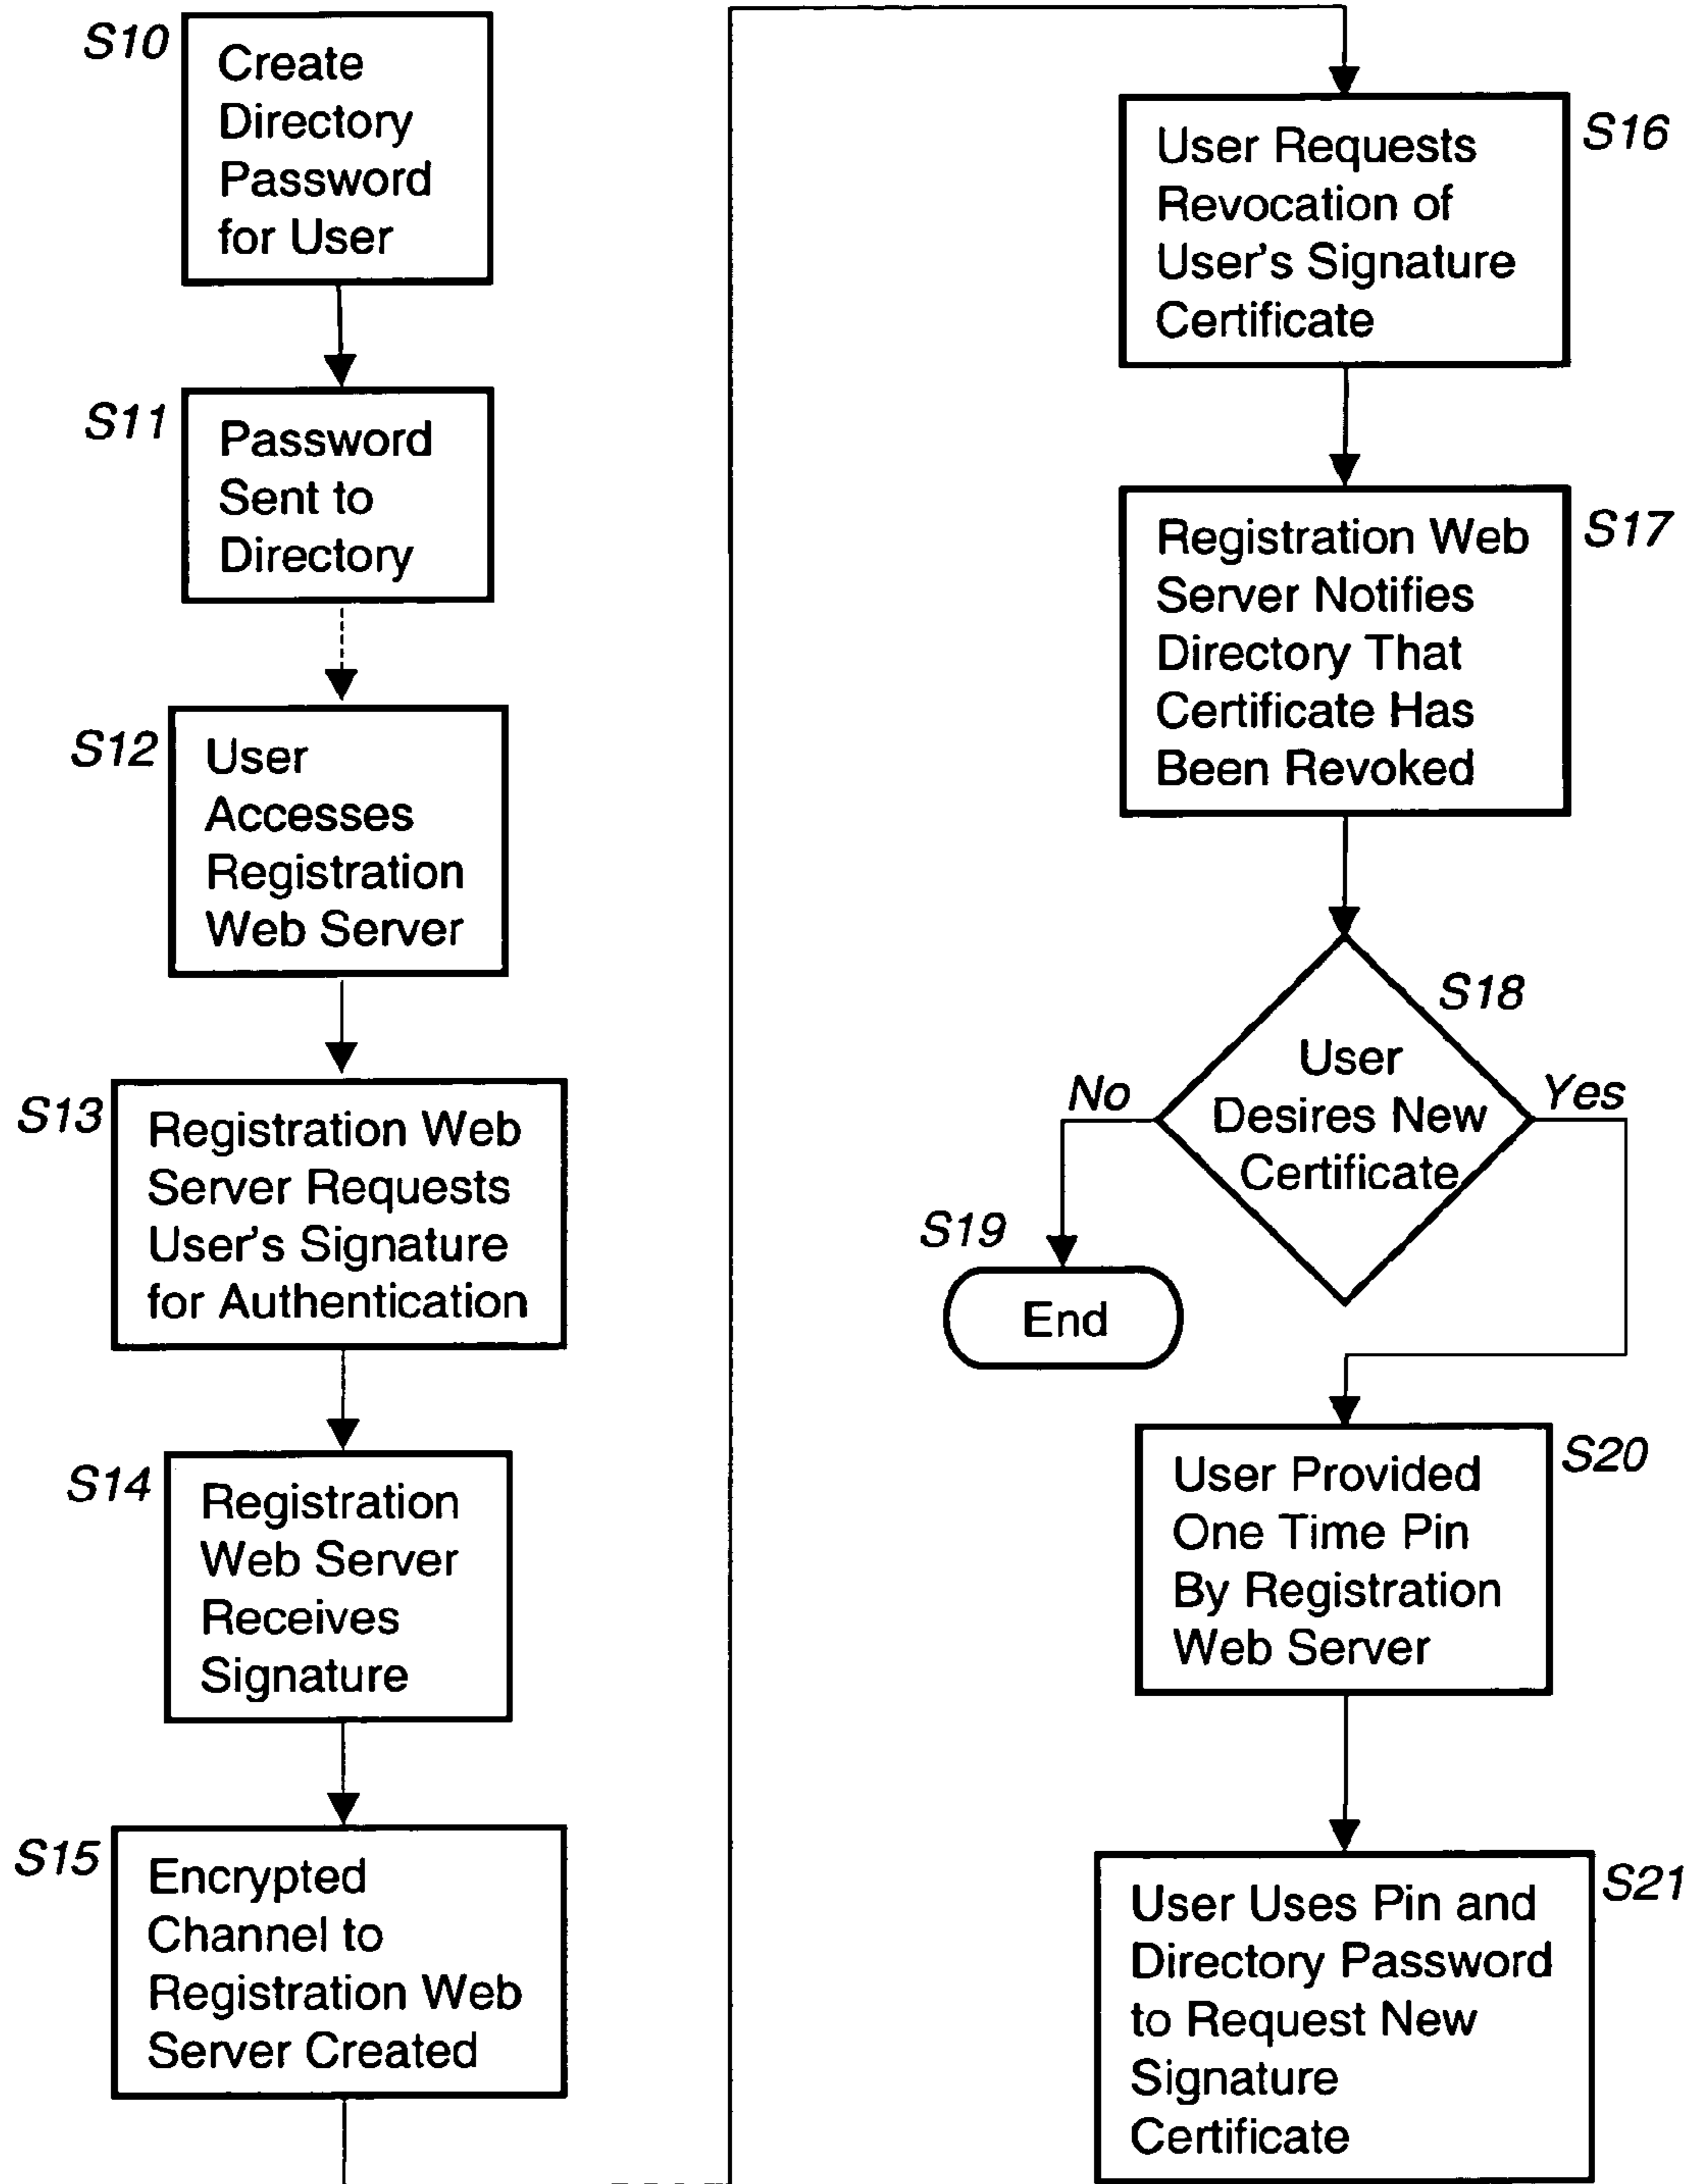 S10
Create
Directory
Password
for User
S11
Password
Sent to
Directory
S12
User
Accesses
Registration
Web Server
S13
Registration Web
Server Requests
User's Signature
for Authentication
S14
Registration
Web Server
Receives
Signature
S15
Encrypted
Channel to
Registration Web
Server Created
S16
User Requests
Revocation of
User's Signature
Certificate
S17
Registration Web
Server Notifies
Directory That
Certificate Has
Been Revoked
S18
User
Desires New
Certificate
No
Yes
S19
End
S20
User Provided
One Time Pin
By Registration
Web Server
S21
User Uses Pin and
Directory Password
to Request New
Signature
Certificate